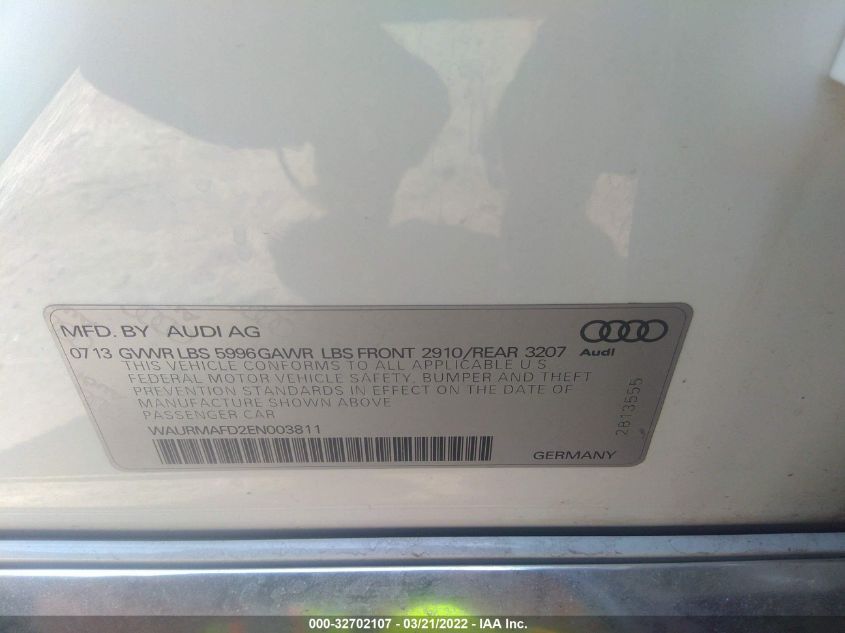 MFD. BY AUDI AG
07 13 GVWR LBS 5996 GAWR LBS FRONT 2910/REAR 3207
Audi
THIS VEHICLE CONFORMS TO ALL APPLICABLE U S
FEDERAL MOTOR VEHICLE SAFETY, BUMPER AND THEFT
PREVENTION STANDARDS IN EFFECT ON THE DATE OF
MANUFACTURE SHOWN ABOVE
PASSENGER CAR
WAURMAFD2EN003811
2813555
GERMANY
000-32702107 - 03/21/2022 - IAA Inc.